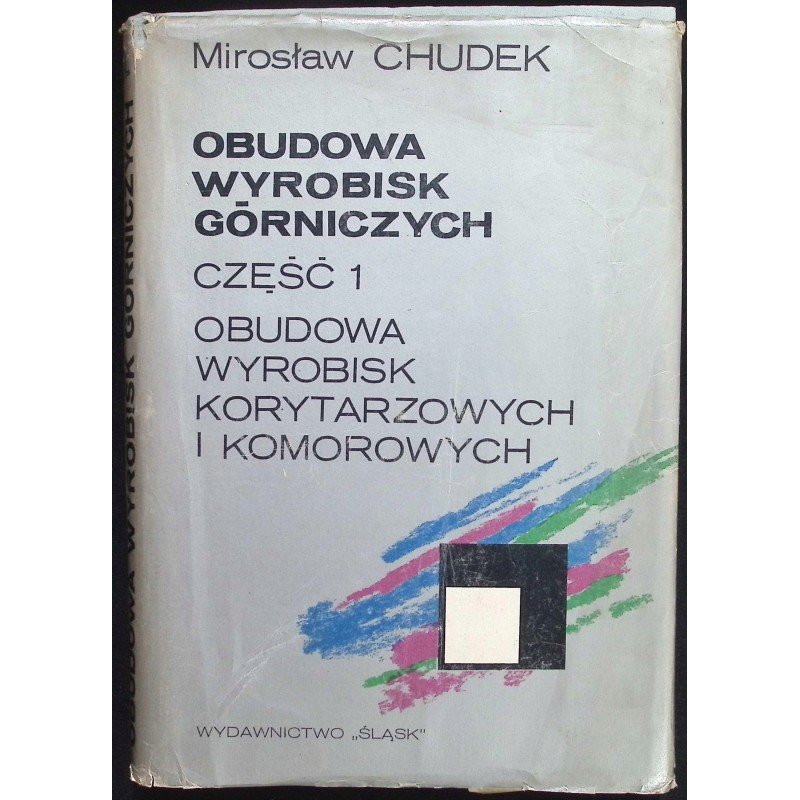 Mirosław CHUDEK
OBUDOWA
WYROBISK
GÓRNICZYCH
CZĘŚĆ 1
OBUDOWA
WYROBISK
KORYTARZOWYCH
I KOMOROWYCH
WYDAWNICTWO „ŚLĄSK"
OBUDOWA WYROBISK GÓRNICZYCH